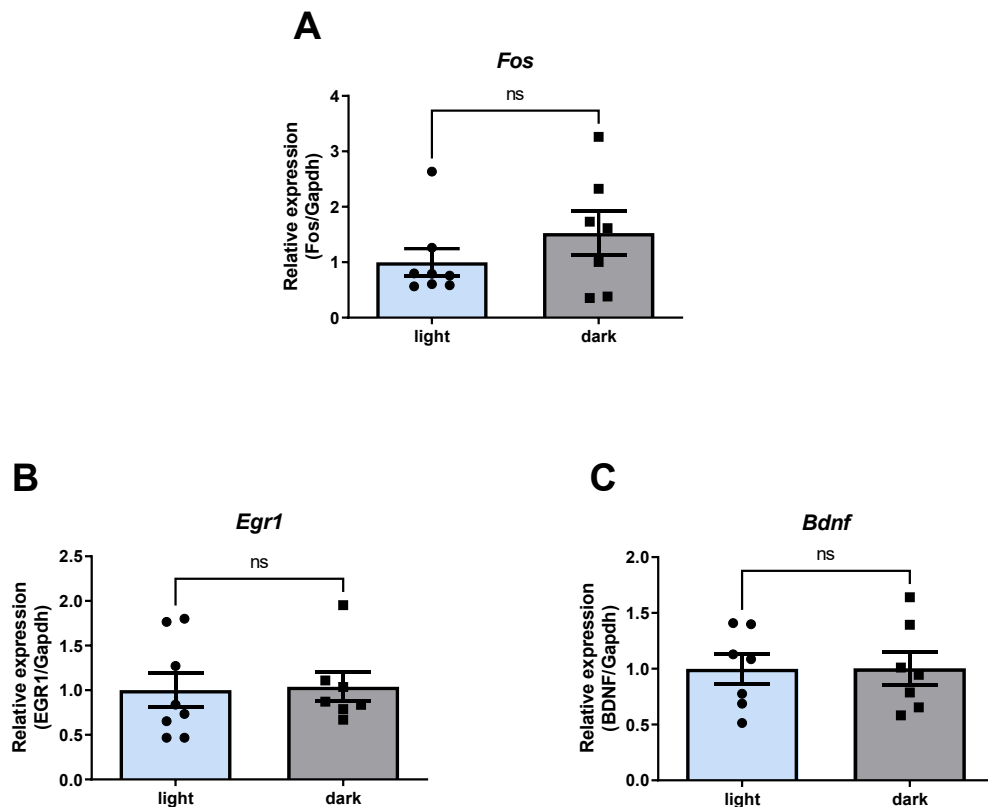 A
Fos
ns
4
3
2
1
0
Relative expression
(Fos/Gapdh)
light dark
B
Egr1
ns
2.5
2.0
1.5
1.0
0.5
0.0
Relative expression
(EGR1/Gapdh)
light dark
C
Bdnf
ns
2.0
1.5
1.0
0.5
0.0
Relative expression
(BDNF/Gapdh)
light dark